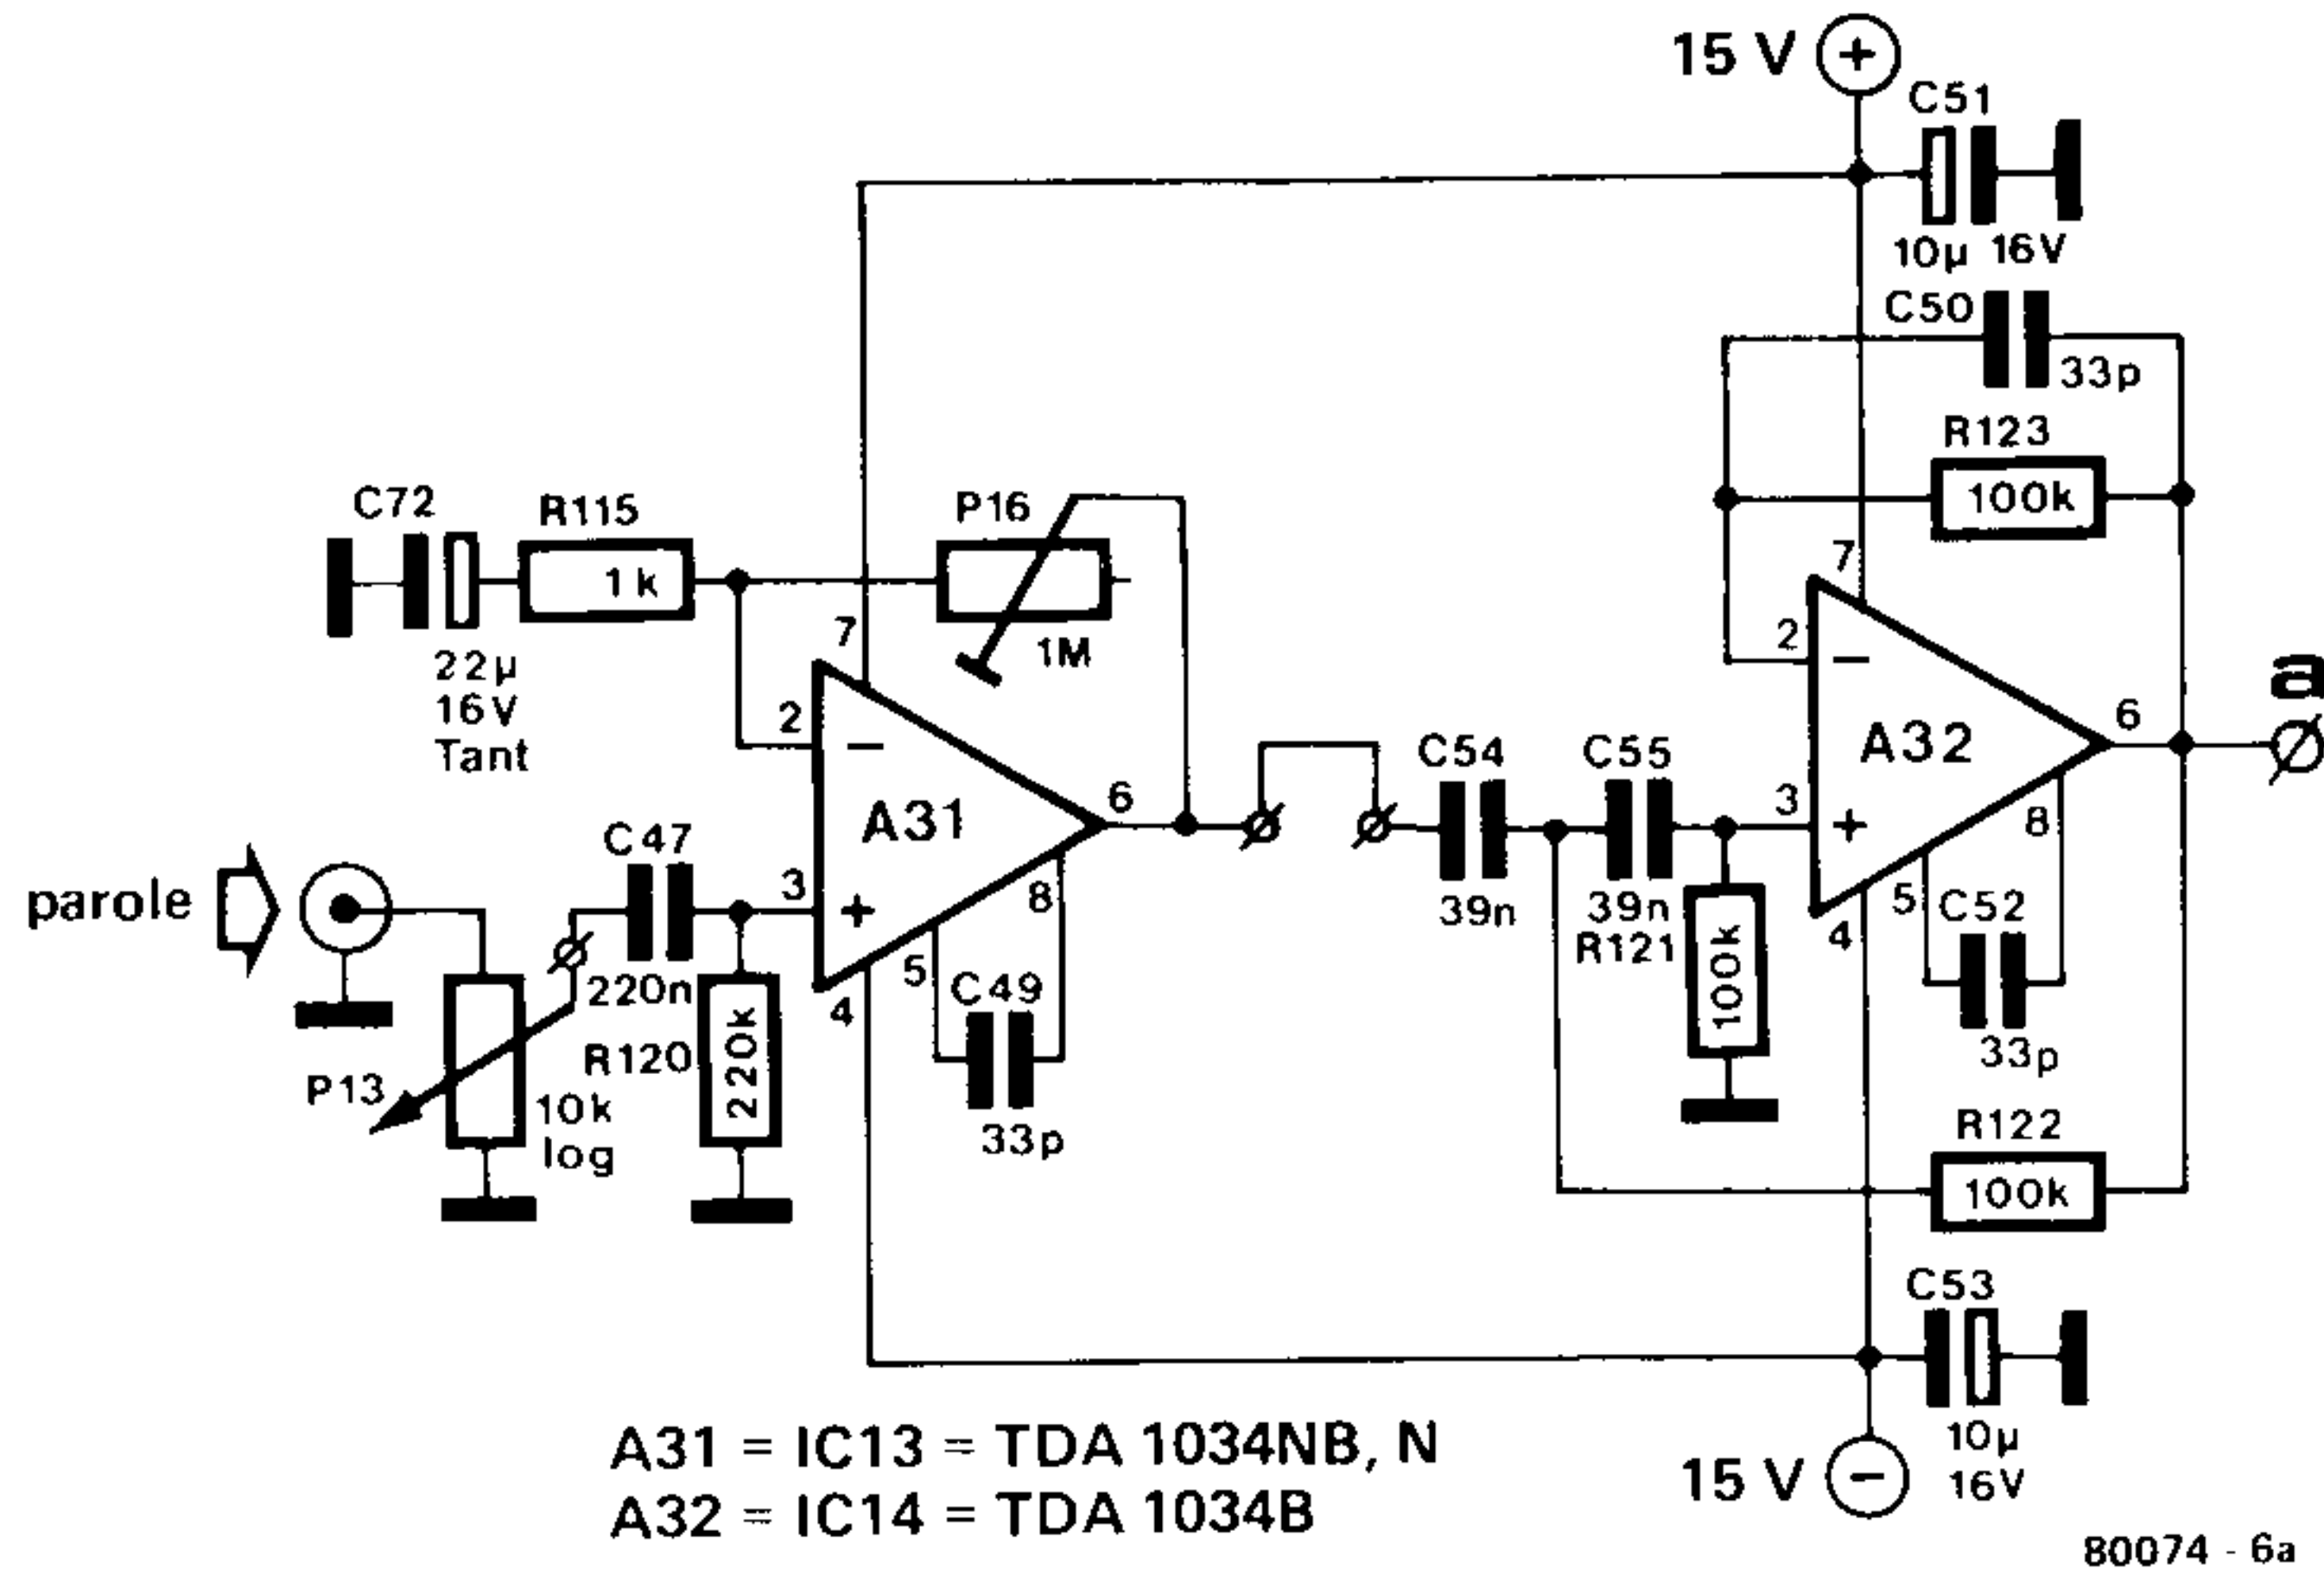 15 V +
C51
10µ 16V
C50
33p
R123
100k
C72
R115
P16
1k
1M
22µ
16V
Tant
7
2
−
A31
6
3
+
8
5
4
parole
C47
220n
P13
10k
log
R120
220k
C49
33p
C54
39n
C55
39n
R121
100k
7
2
−
A32
6
a
3
+
8
5
4
C52
33p
R122
100k
C53
10µ
16V
15 V −
A31 = IC13 = TDA 1034NB, N
A32 = IC14 = TDA 1034B
80074 - 6a